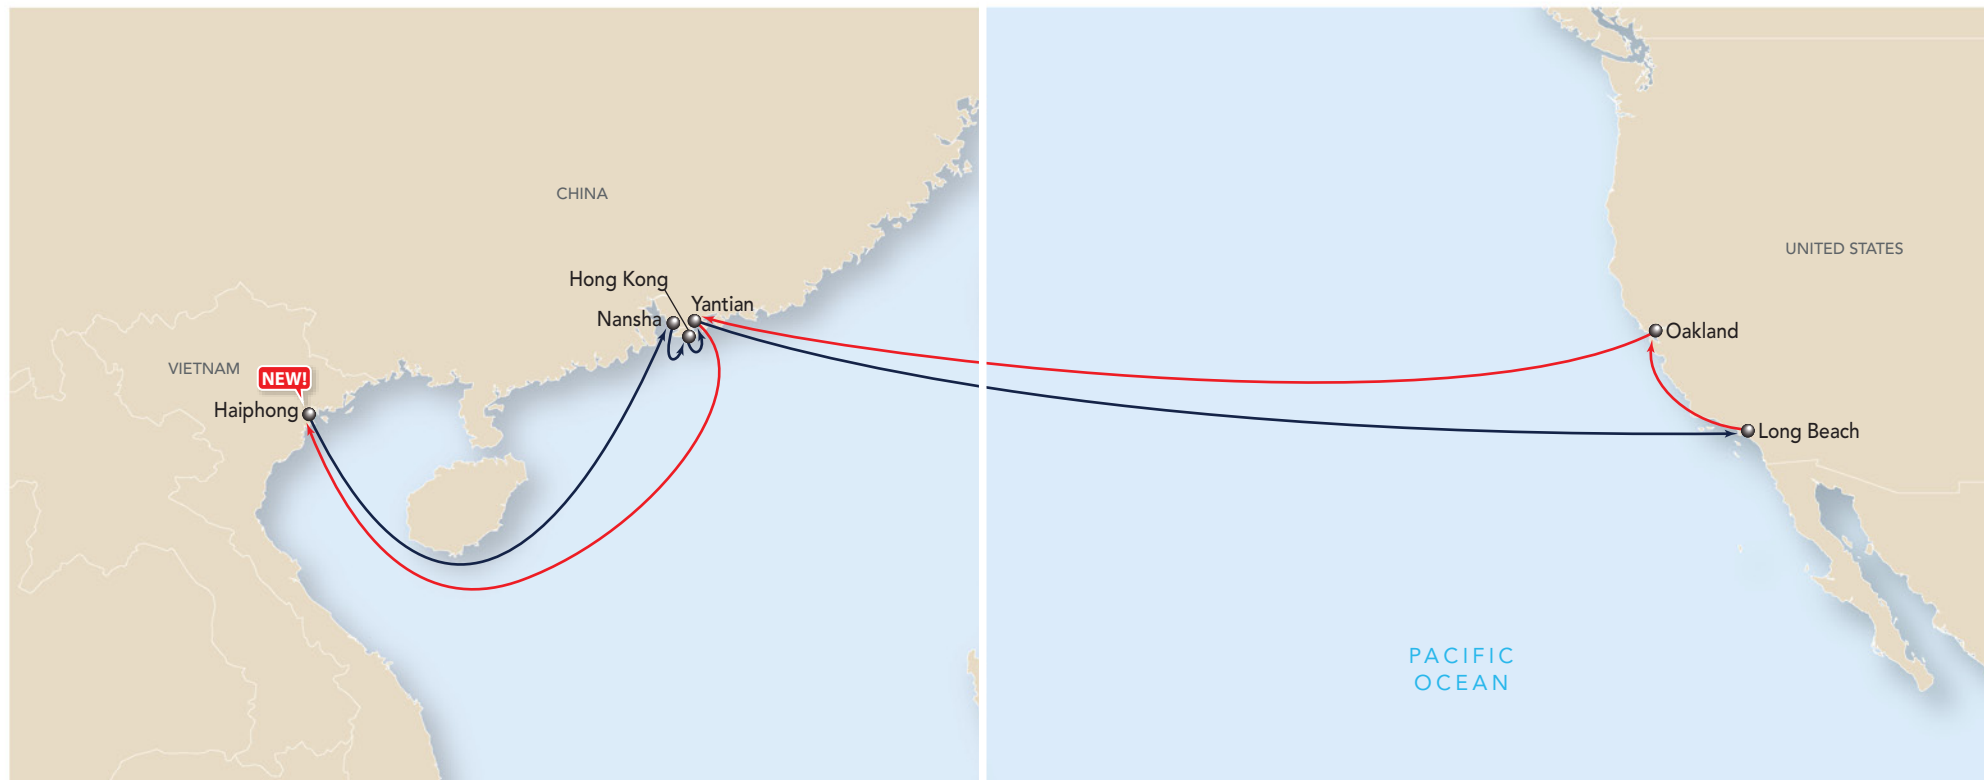 CHINA
Hong Kong
Yantian
Nansha
VIETNAM
NEW!
Haiphong
UNITED STATES
Oakland
Long Beach
PACIFIC
OCEAN